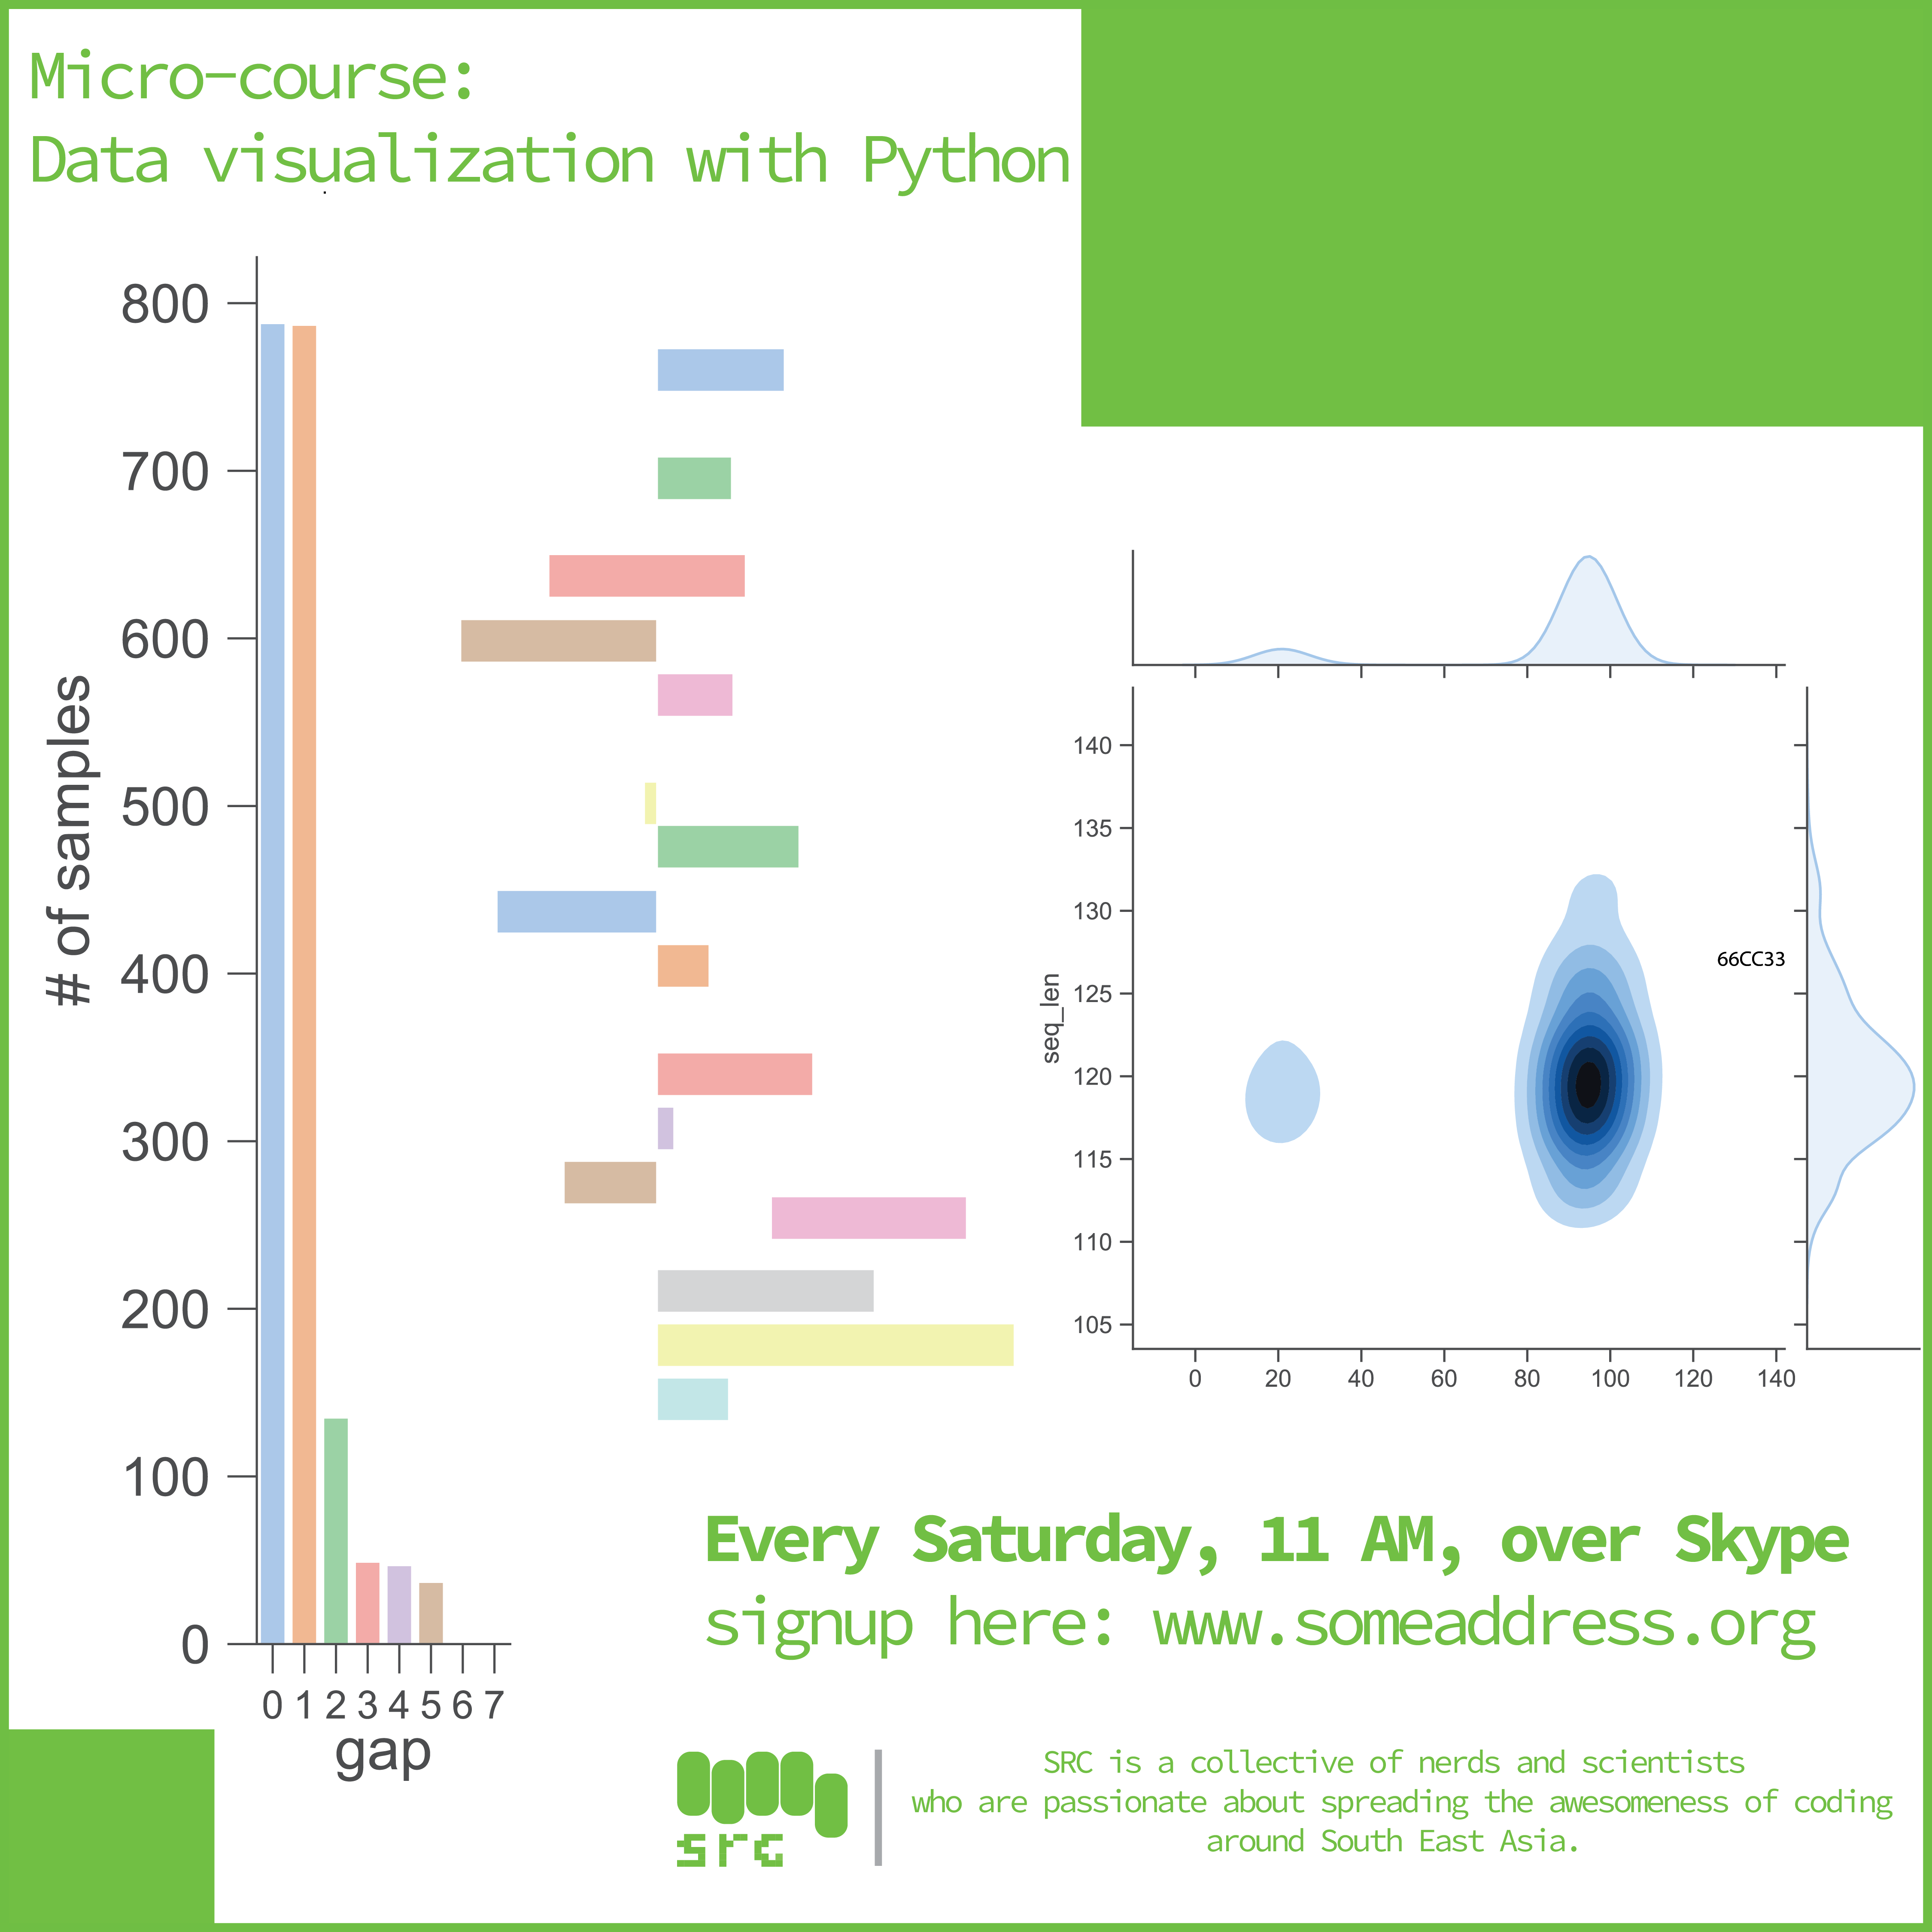 Micro-course:
Data visualization with Python
800
700
600
500
400
300
200
100
0
# of samples
0 1 2 3 4 5 6 7
gap
140
135
130
125
120
115
110
105
seq_len
66CC33
0 20 40 60 80 100 120 140
Every Saturday, 11 AM, over Skype
signup here: www.someaddress.org
src
SRC is a collective of nerds and scientists
who are passionate about spreading the awesomeness of coding
around South East Asia.